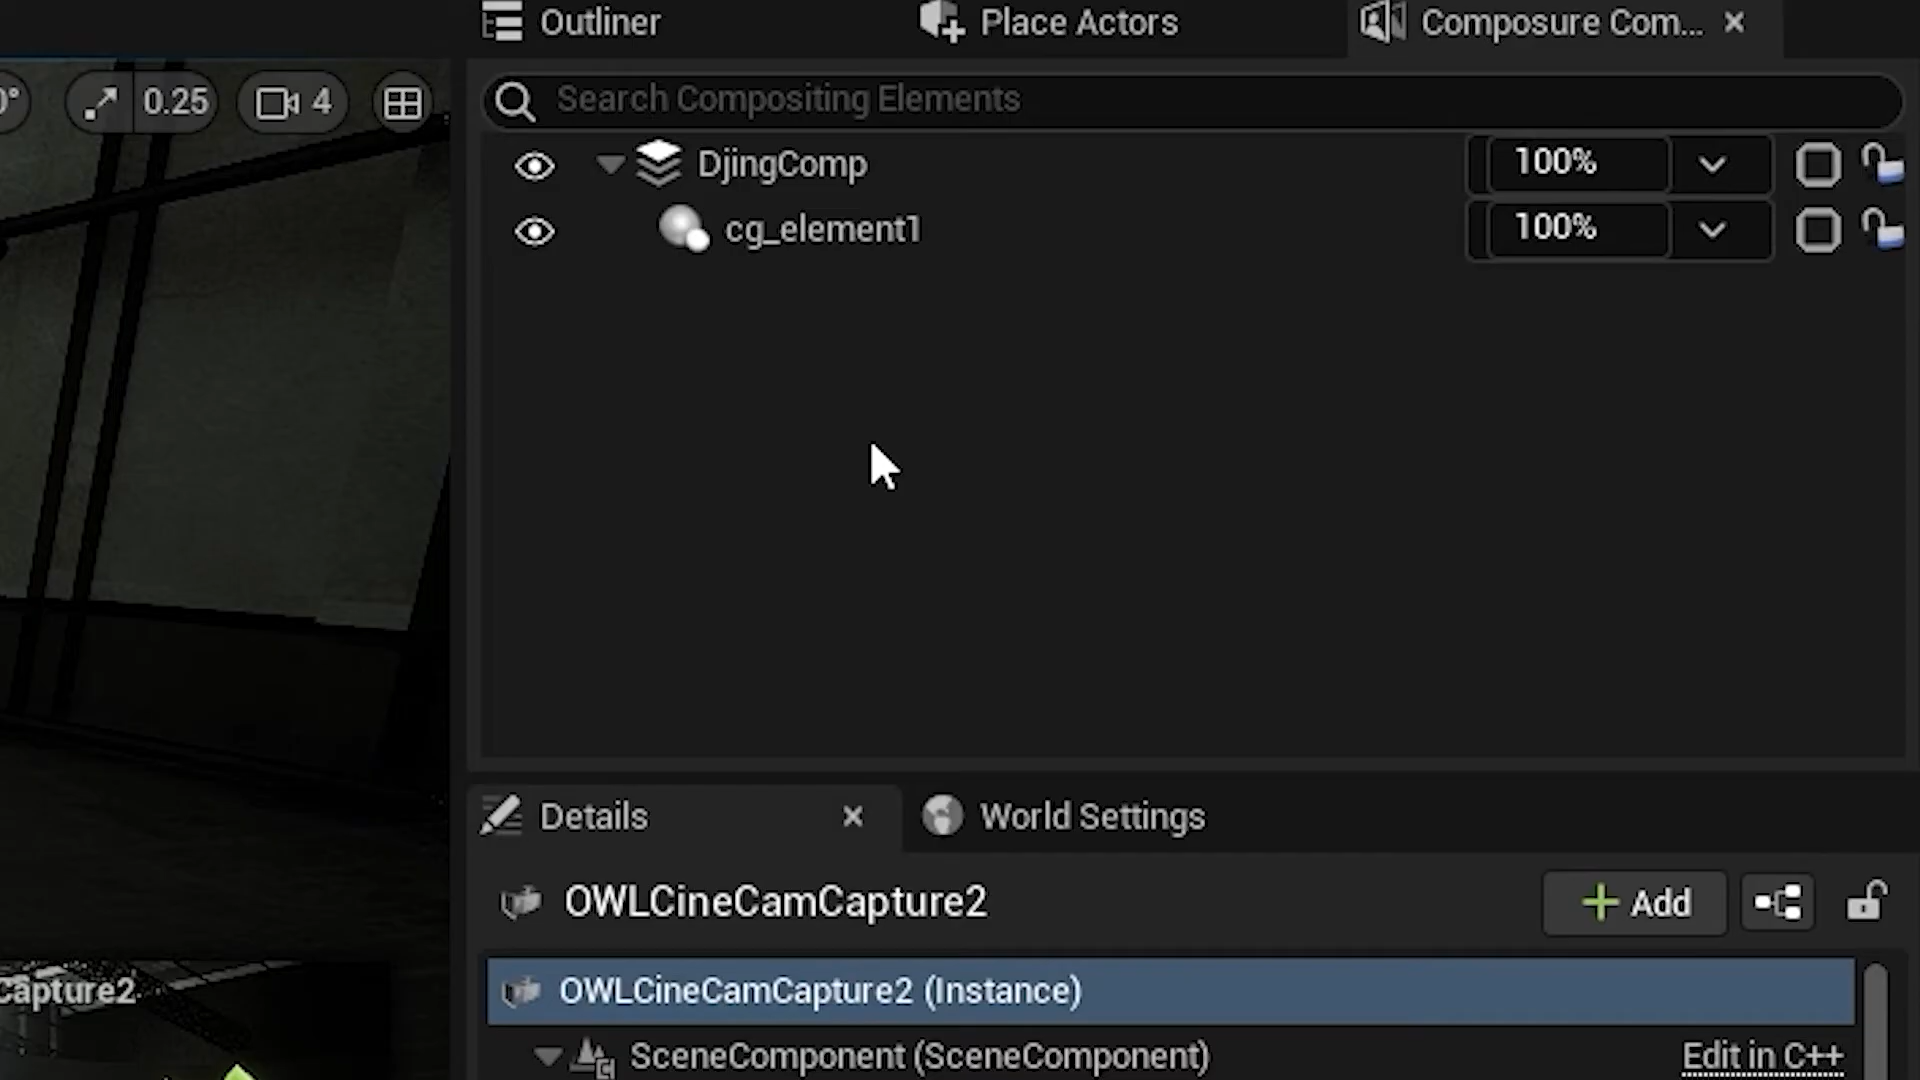 Outliner
Place Actors
Composure Com...
0°
0.25
4
Search Compositing Elements
DjingComp
100%
cg_element1
100%
Details
World Settings
OWLCineCamCapture2
Add
OWLCineCamCapture2 (Instance)
Capture2
SceneComponent (SceneComponent)
Edit in C++